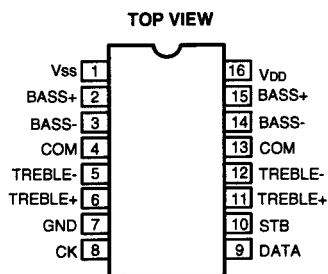 TOP VIEW
Vss 1 16 VDD
BASS+ 2 15 BASS+
BASS- 3 14 BASS-
COM 4 13 COM
TREBLE- 5 12 TREBLE-
TREBLE+ 6 11 TREBLE+
GND 7 10 STB
CK 8 9 DATA